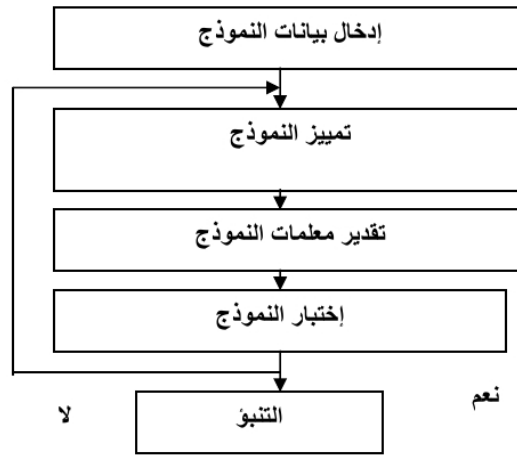 إدخال بيانات النموذج
تمييز النموذج
تقدير معلمات النموذج
إختبار النموذج
نعم
التنبؤ
لا